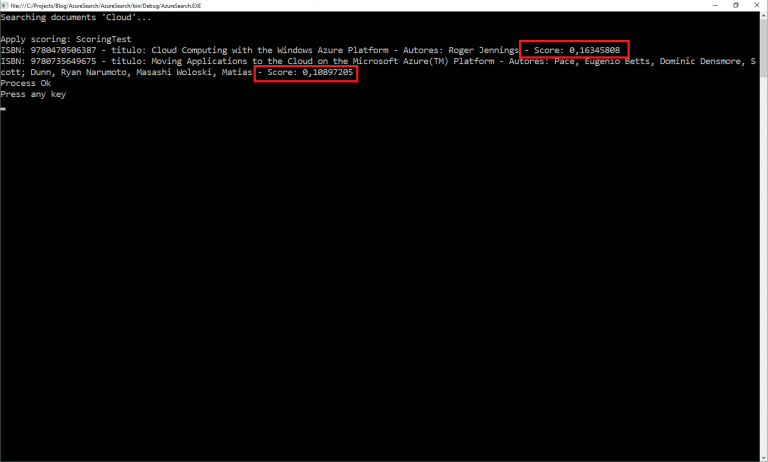 file:///C:/Projects/Blog/AzureSearch/AzureSearch/bin/Debug/AzureSearch.EXE
Searching documents 'Cloud'...
Apply scoring: ScoringTest
ISBN: 9780470506387 - titulo: Cloud Computing with the Windows Azure Platform - Autores: Roger Jennings - Score: 0,16345808
ISBN: 9780735649675 - titulo: Moving Applications to the Cloud on the Microsoft Azure(TM) Platform - Autores: Pace, Eugenio Betts, Dominic Densmore, S
cott; Dunn, Ryan Narumoto, Masashi Woloski, Matias - Score: 0,10897205
Process Ok
Press any key